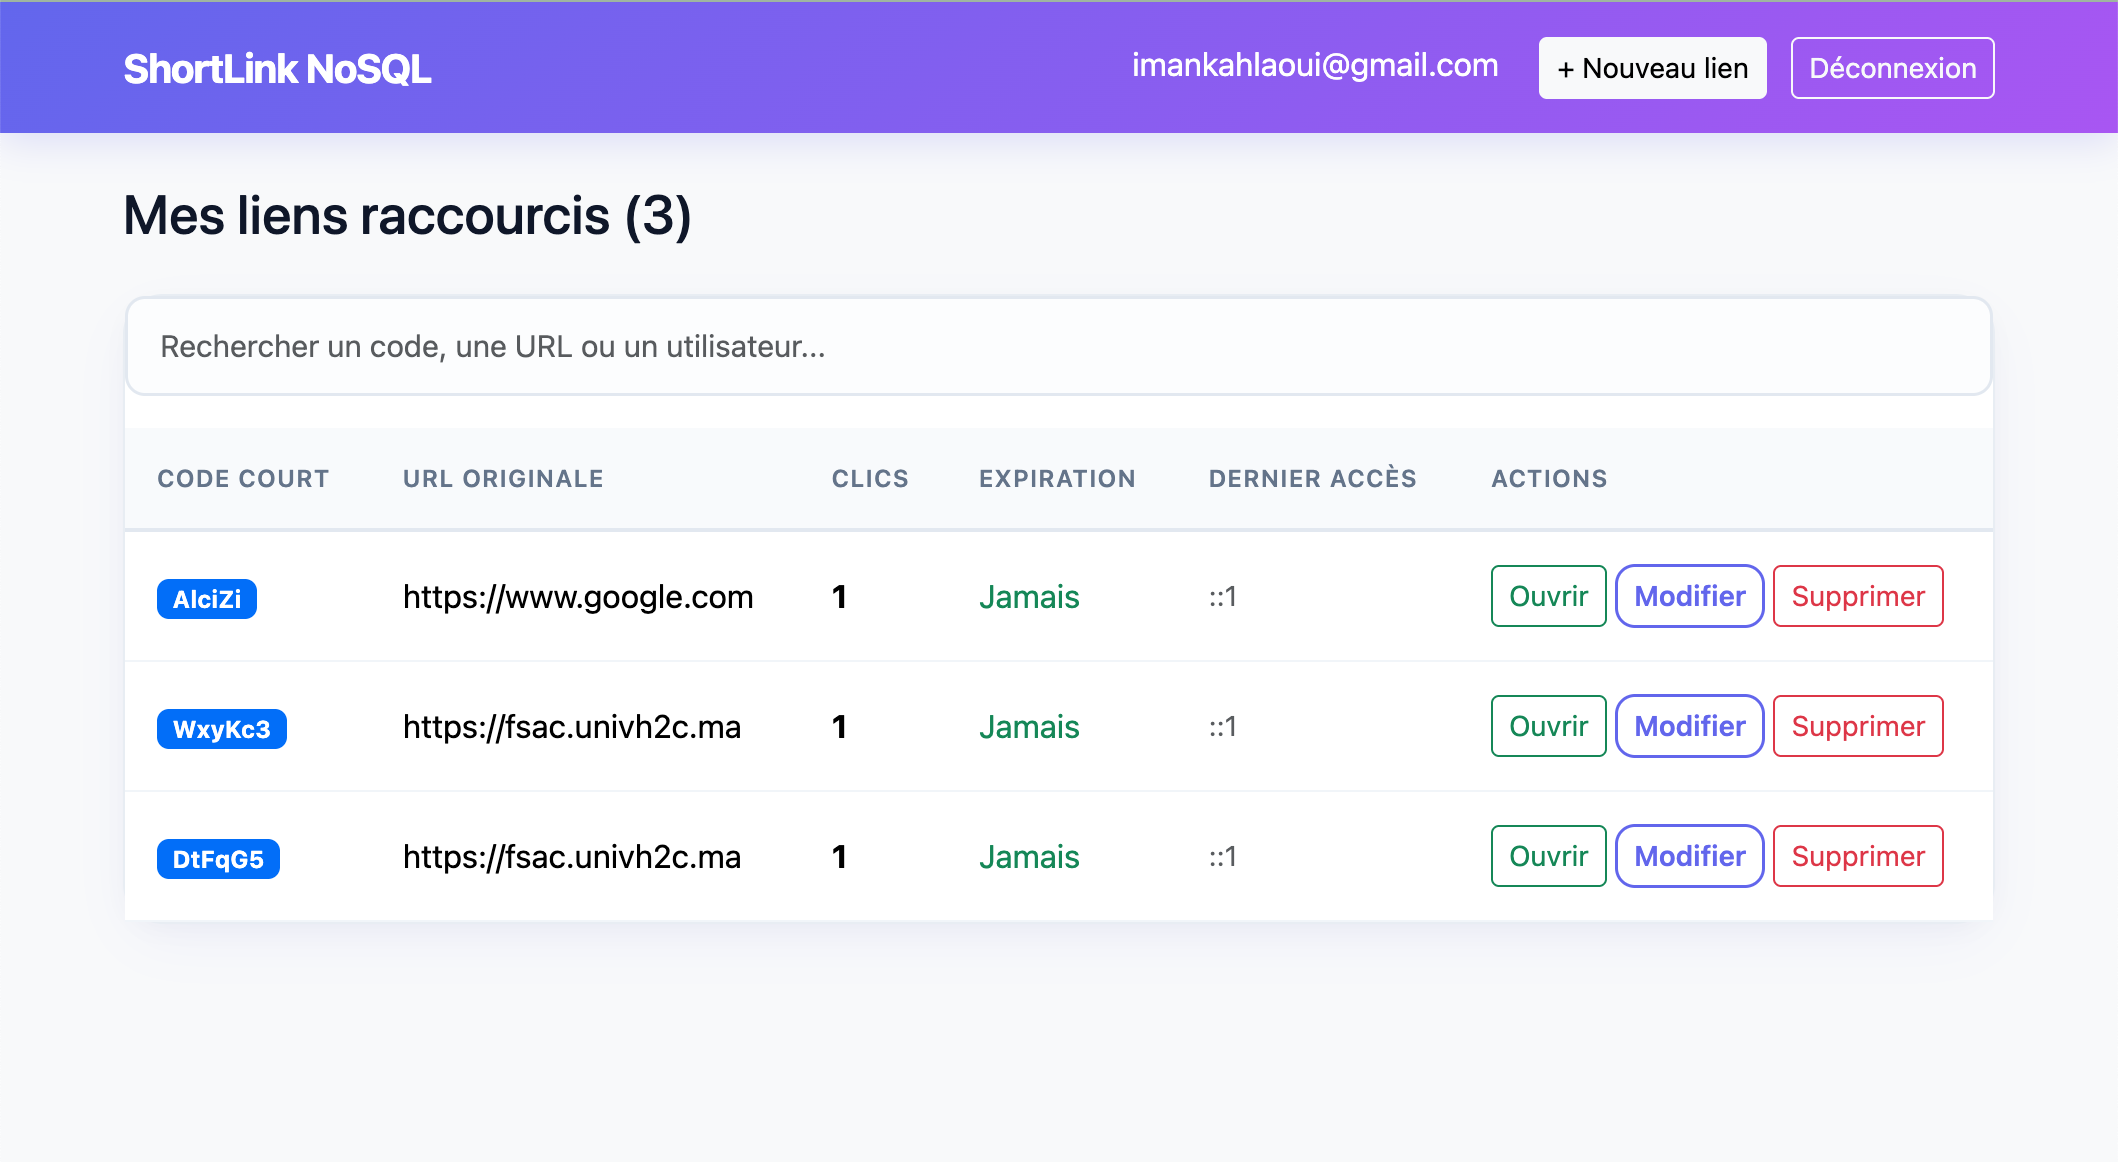 ShortLink NoSQL imankahlaoui@gmail.com + Nouveau lien Déconnexion
Mes liens raccourcis (3)
Rechercher un code, une URL ou un utilisateur...
CODE COURT URL ORIGINALE CLICS EXPIRATION DERNIER ACCÈS ACTIONS
AlciZi https://www.google.com 1 Jamais ::1 Ouvrir Modifier Supprimer
WxyKc3 https://fsac.univh2c.ma 1 Jamais ::1 Ouvrir Modifier Supprimer
DtFqG5 https://fsac.univh2c.ma 1 Jamais ::1 Ouvrir Modifier Supprimer